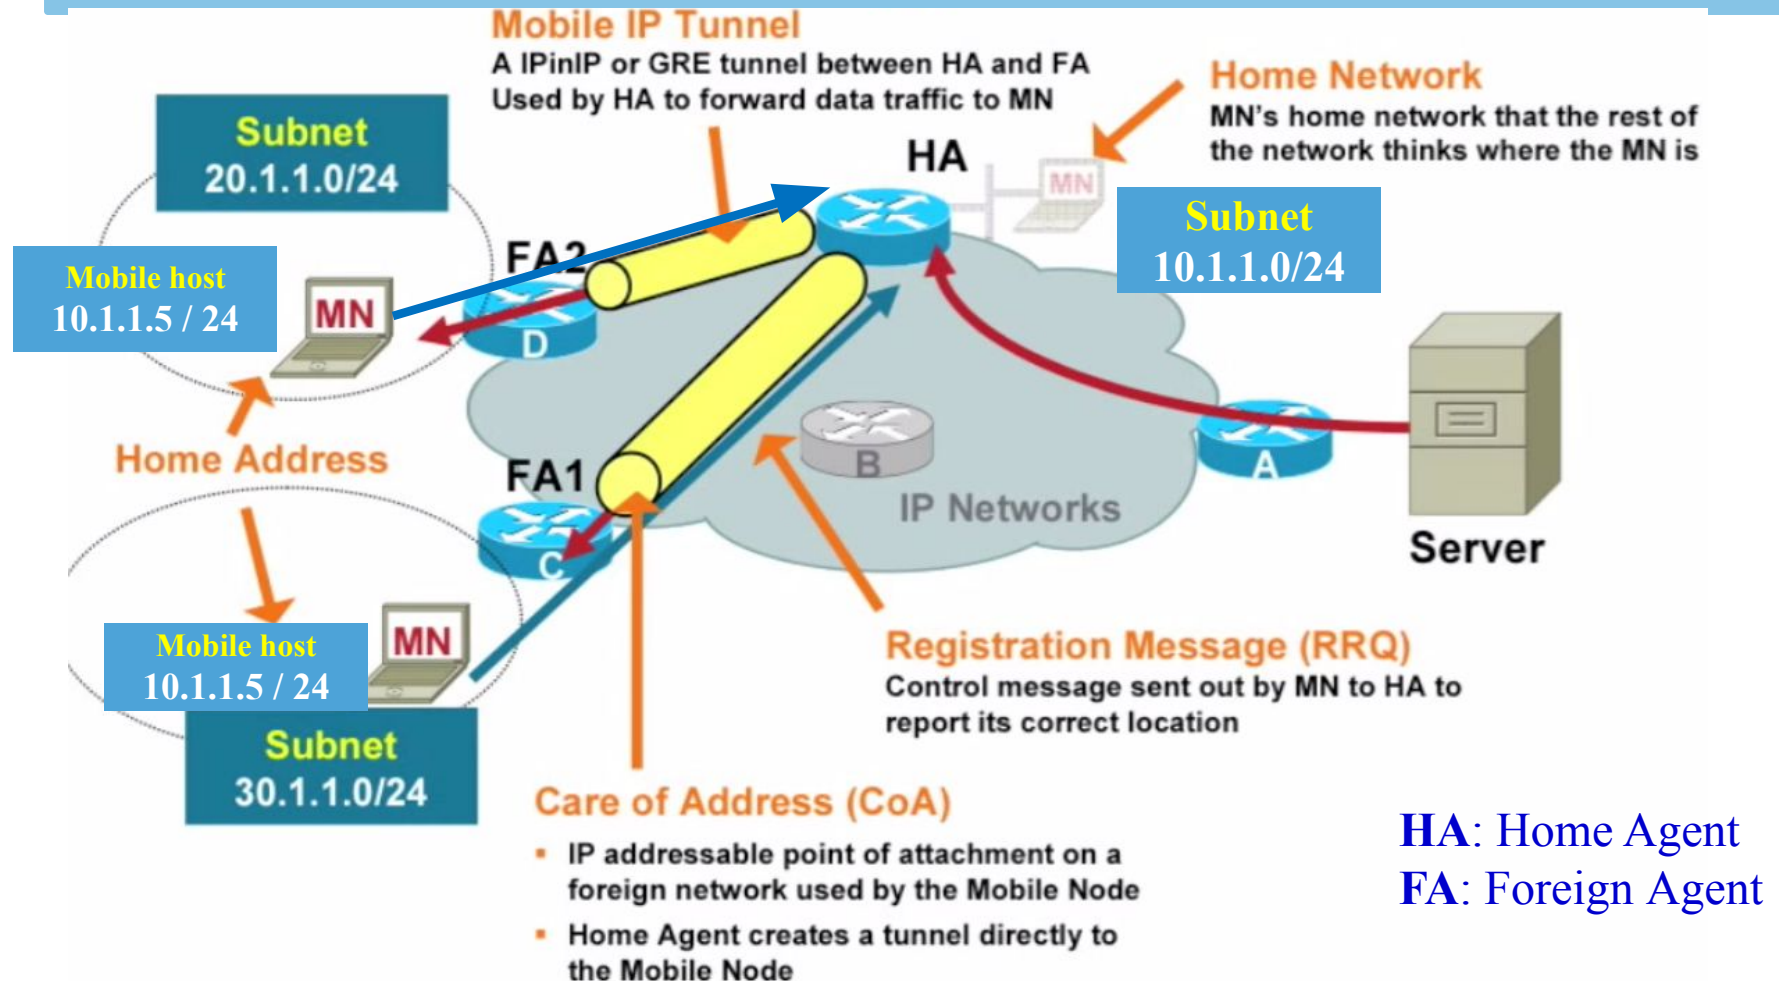 Mobile IP Tunnel
A IPinIP or GRE tunnel between HA and FA
Used by HA to forward data traffic to MN
Home Network
MN's home network that the rest of
the network thinks where the MN is
Subnet
20.1.1.0/24
HA
MN
Subnet
10.1.1.0/24
FA2
Mobile host
10.1.1.5 / 24
MN
D
Home Address
FA1
B
A
IP Networks
Server
C
Mobile host
10.1.1.5 / 24
MN
Registration Message (RRQ)
Control message sent out by MN to HA to
report its correct location
Subnet
30.1.1.0/24
Care of Address (CoA)
▪ IP addressable point of attachment on a
foreign network used by the Mobile Node
▪ Home Agent creates a tunnel directly to
the Mobile Node
HA: Home Agent
FA: Foreign Agent